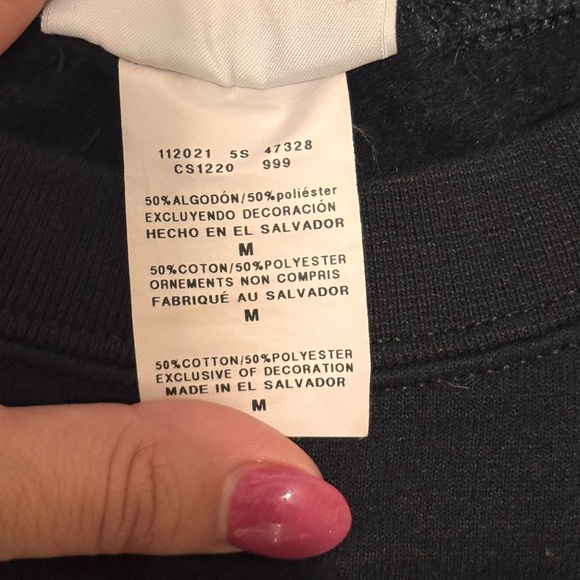 112021 5S 47328
CS1220 999
50%ALGODÓN/50%poliéster
EXCLUYENDO DECORACIÓN
HECHO EN EL SALVADOR
M
50%COTON/50%POLYESTER
ORNEMENTS NON COMPRIS
FABRIQUÉ AU SALVADOR
M
50%COTTON/50%POLYESTER
EXCLUSIVE OF DECORATION
MADE IN EL SALVADOR
M